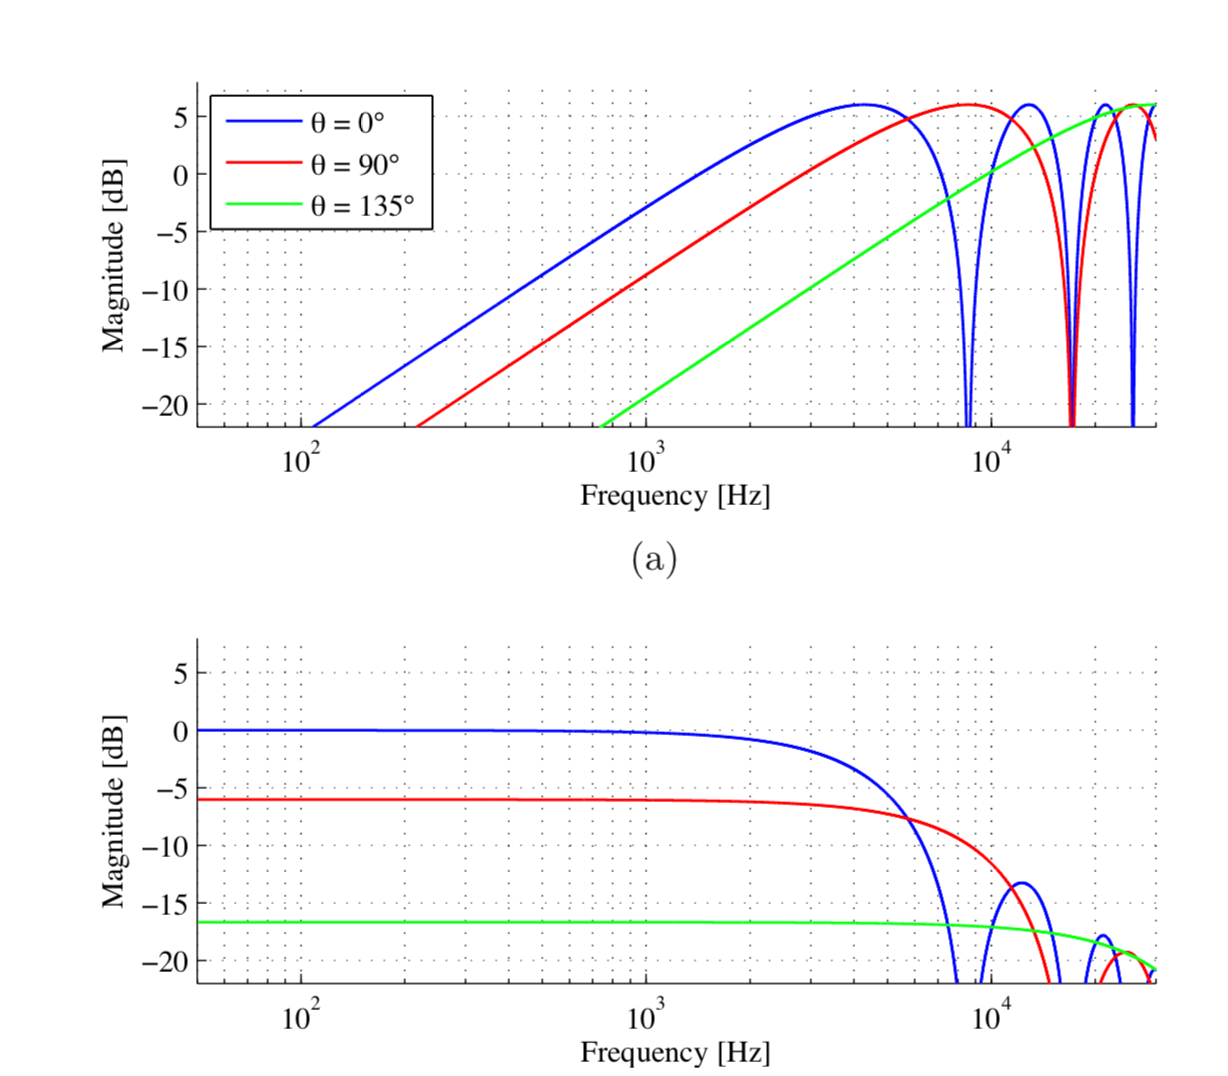 5
0
−5
−10
−15
−20
Magnitude [dB]
θ = 0°
θ = 90°
θ = 135°
10² 10³ 10⁴
Frequency [Hz]
(a)
5
0
−5
−10
−15
−20
Magnitude [dB]
10² 10³ 10⁴
Frequency [Hz]